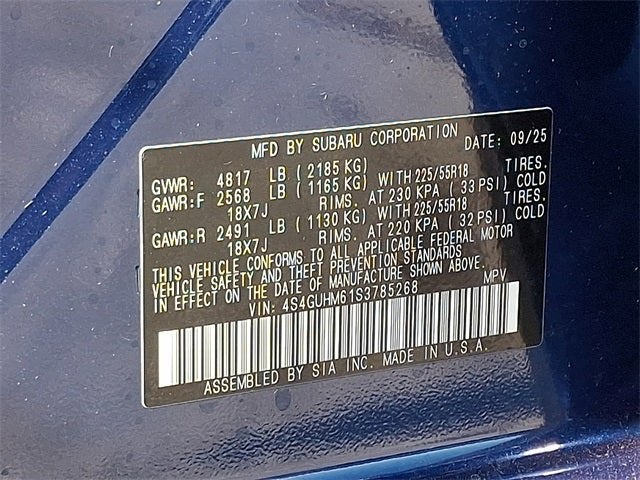 MFD BY SUBARU CORPORATION DATE: 09/25
GVWR: 4817 LB (2185 KG)
GAWR:F 2568 LB (1165 KG) WITH 225/55R18 TIRES.
18X7J RIMS. AT 230 KPA (33 PSI) COLD
GAWR:R 2491 LB (1130 KG) WITH 225/55R18 TIRES.
18X7J RIMS. AT 220 KPA (32 PSI) COLD
THIS VEHICLE CONFORMS TO ALL APPLICABLE FEDERAL MOTOR
VEHICLE SAFETY AND THEFT PREVENTION STANDARDS
IN EFFECT ON THE DATE OF MANUFACTURE SHOWN ABOVE.
VIN: 4S4GUHM61S3785268 MPV
ASSEMBLED BY SIA INC. MADE IN U.S.A.